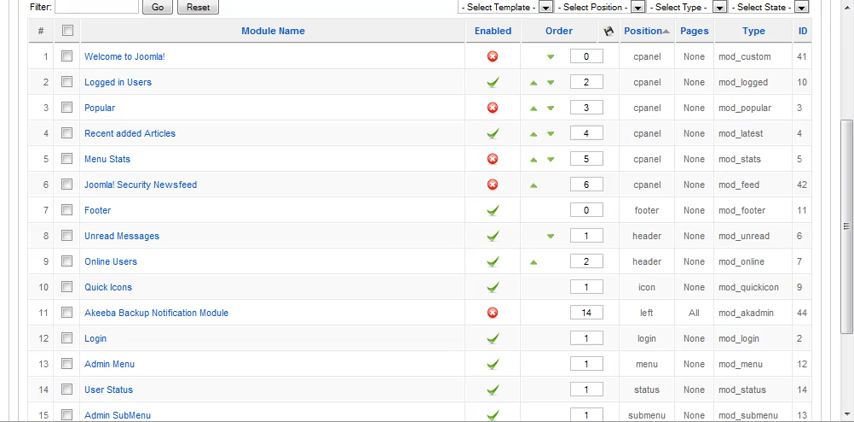 Filter: Go Reset - Select Template - - Select Position - - Select Type - - Select State -
# Module Name Enabled Order Position Pages Type ID
1 Welcome to Joomla! 0 cpanel None mod_custom 41
2 Logged in Users 2 cpanel None mod_logged 10
3 Popular 3 cpanel None mod_popular 3
4 Recent added Articles 4 cpanel None mod_latest 4
5 Menu Stats 5 cpanel None mod_stats 5
6 Joomla! Security Newsfeed 6 cpanel None mod_feed 42
7 Footer 0 footer None mod_footer 11
8 Unread Messages 1 header None mod_unread 6
9 Online Users 2 header None mod_online 7
10 Quick Icons 1 icon None mod_quickicon 9
11 Akeeba Backup Notification Module 14 left All mod_akadmin 44
12 Login 1 login None mod_login 2
13 Admin Menu 1 menu None mod_menu 12
14 User Status 1 status None mod_status 14
15 Admin SubMenu 1 submenu None mod_submenu 13